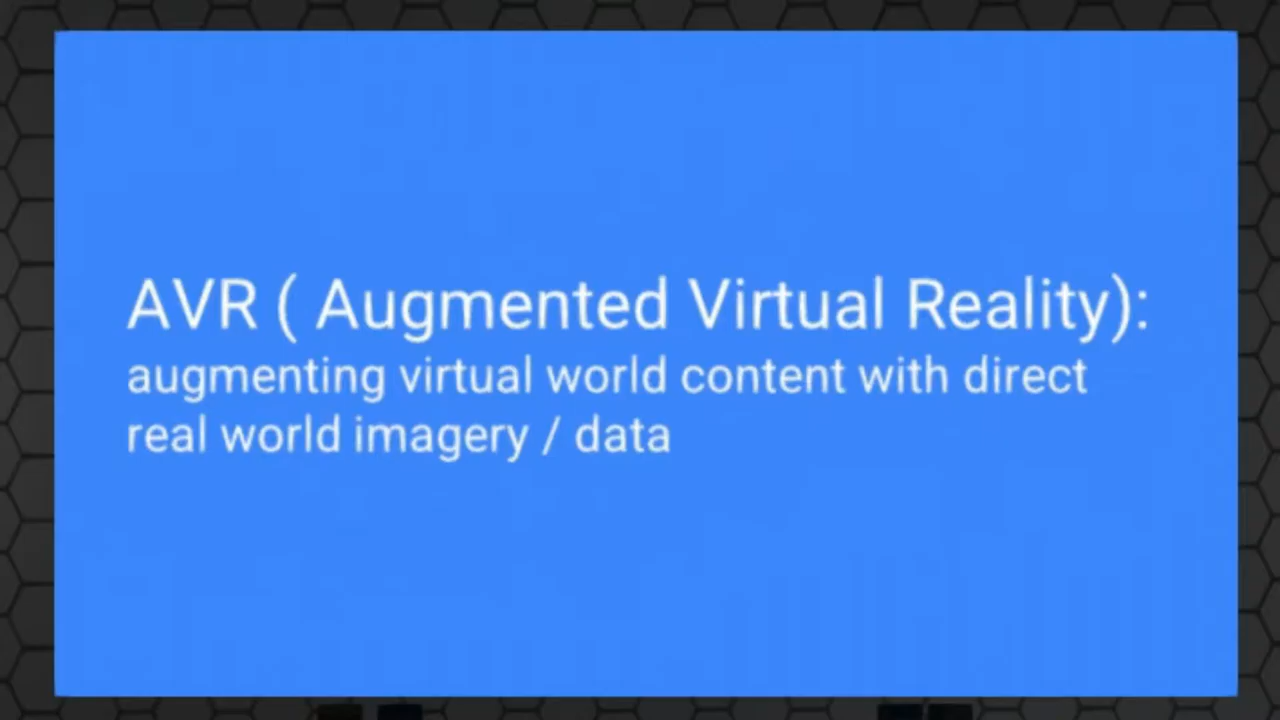 AVR ( Augmented Virtual Reality):
augmenting virtual world content with direct
real world imagery / data